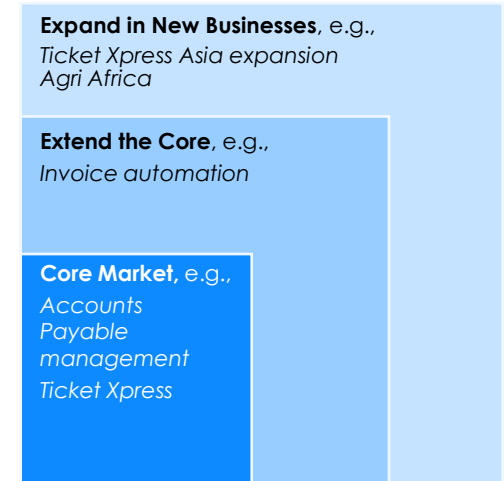 Expand in New Businesses, e.g.,
Ticket Xpress Asia expansion
Agri Africa
Extend the Core, e.g.,
Invoice automation
Core Market, e.g.,
Accounts
Payable
management
Ticket Xpress